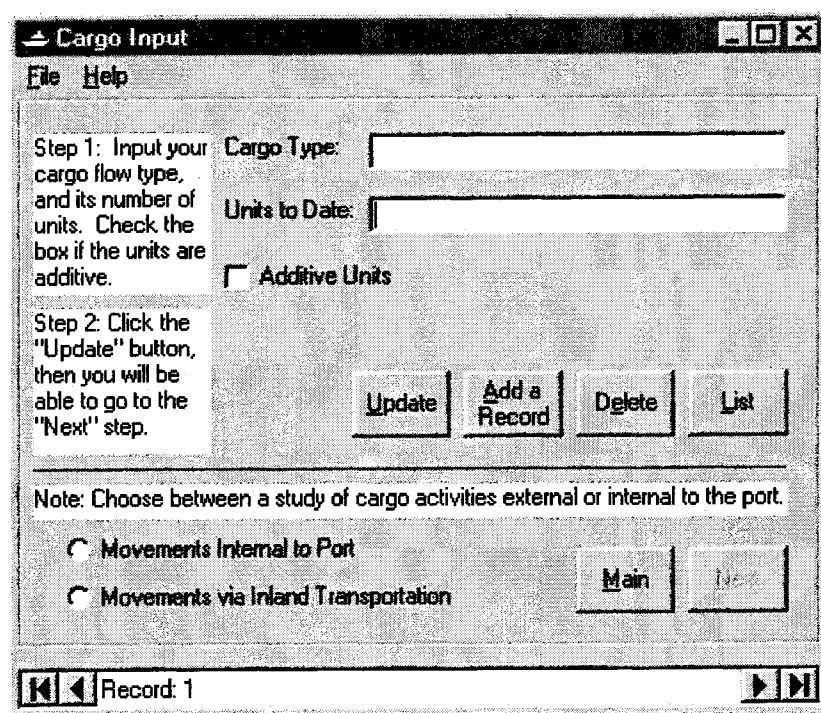 Cargo Input
File Help
Step 1: Input your
cargo flow type,
and its number of
units. Check the
box if the units are
additive.
Cargo Type:
Units to Date:
Additive Units
Step 2: Click the
"Update" button,
then you will be
able to go to the
"Next" step.
Update
Add a
Record
Delete
List
Note: Choose between a study of cargo activities external or internal to the port.
Movements Internal to Port
Movements via Inland Transportation
Main
Next
Record: 1